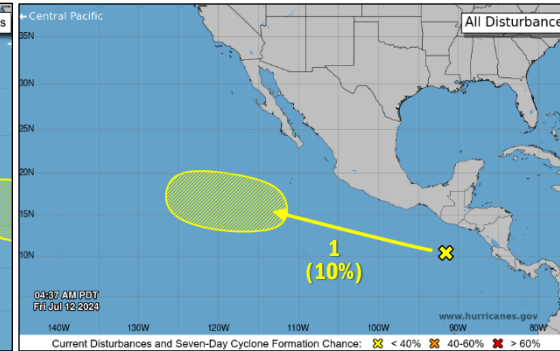 s
← Central Pacific
All Disturbance
35N
30N
25N
20N
15N
10N
1
(10%)
04:37 AM PDT
Fri Jul 12 2024
www.hurricanes.gov
140W 130W 120W 110W 100W 90W 80W
Current Disturbances and Seven-Day Cyclone Formation Chance: < 40% 40-60% > 60%